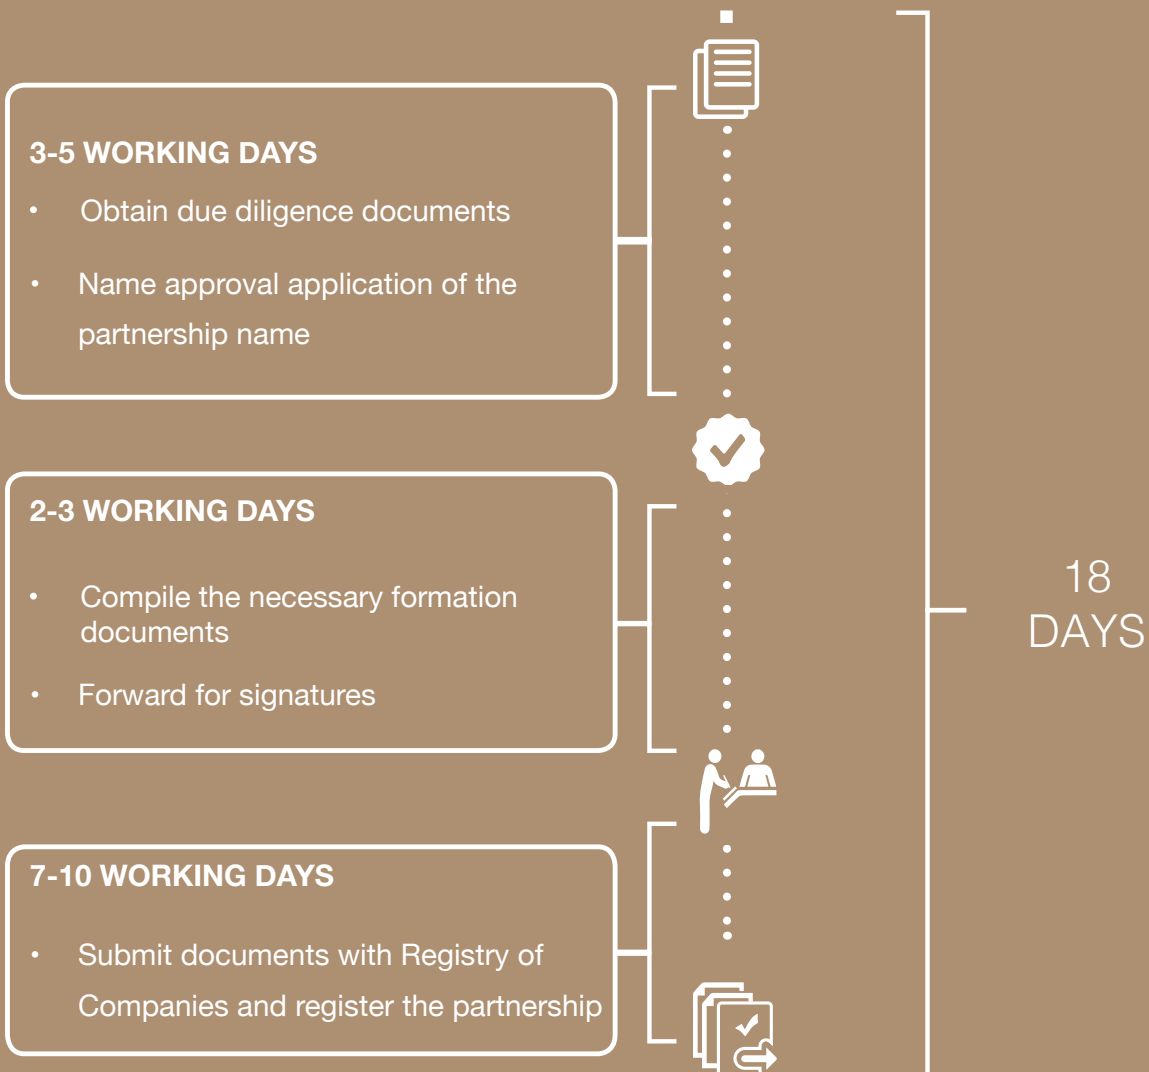 3-5 WORKING DAYS
• Obtain due diligence documents
• Name approval application of the
partnership name
2-3 WORKING DAYS
• Compile the necessary formation
documents
• Forward for signatures
7-10 WORKING DAYS
• Submit documents with Registry of
Companies and register the partnership
18
DAYS